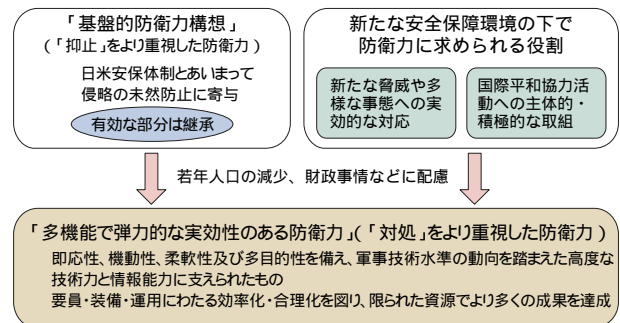 「基盤的防衛力構想」
(「抑止」をより重視した防衛力)
日米安保体制とあいまって
侵略の未然防止に寄与
有効な部分は継承
新たな安全保障環境の下で
防衛力に求められる役割
新たな脅威や多
様な事態への実
効的な対応
国際平和協力活
動への主体的・
積極的な取組
若年人口の減少、財政事情などに配慮
「多機能で弾力的な実効性のある防衛力」(「対処」をより重視した防衛力)
即応性、機動性、柔軟性及び多目的性を備え、軍事技術水準の動向を踏まえた高度な
技術力と情報能力に支えられたもの
要員・装備・運用にわたる効率化・合理化を図り、限られた資源でより多くの成果を達成